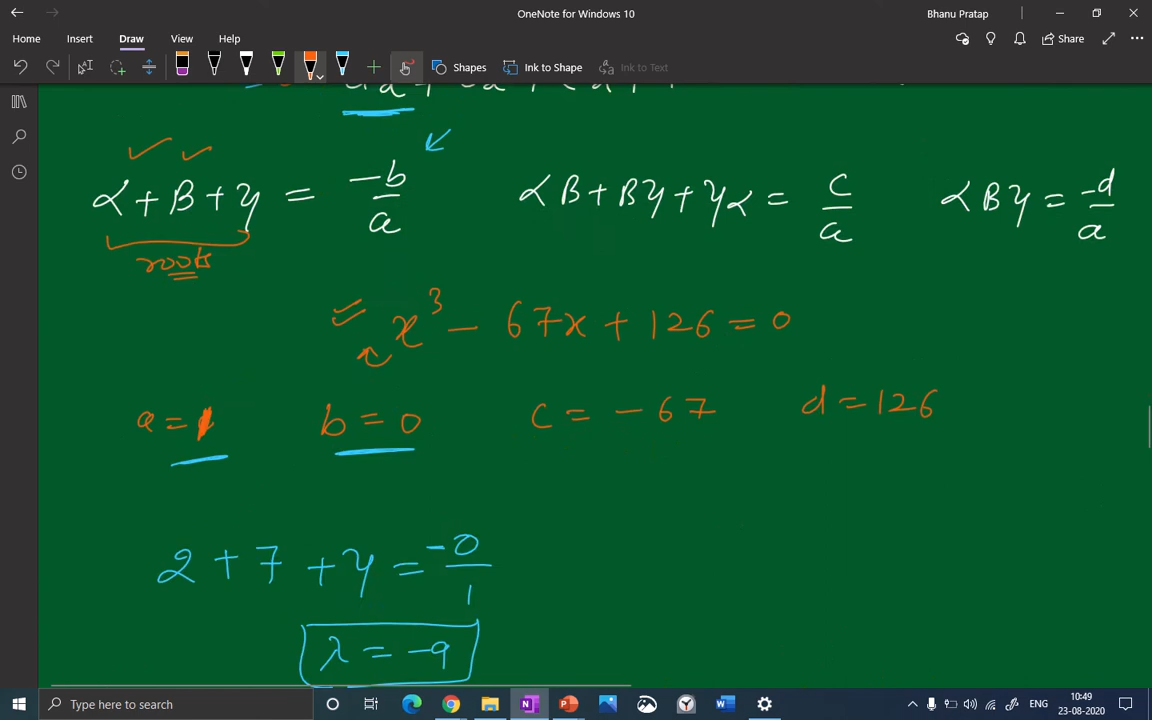 OneNote for Windows 10
Bhanu Pratap
Home Insert Draw View Help
Share
Shapes Ink to Shape Ink to Text
α + β + γ = -b/a αβ + βγ + γα = c/a αβγ = -d/a
roots
x³ - 67x + 126 = 0
a = 1 b = 0 c = - 67 d = 126
2 + 7 + γ = -0/1
λ = -9
Type here to search
ENG
10:49
23-08-2020